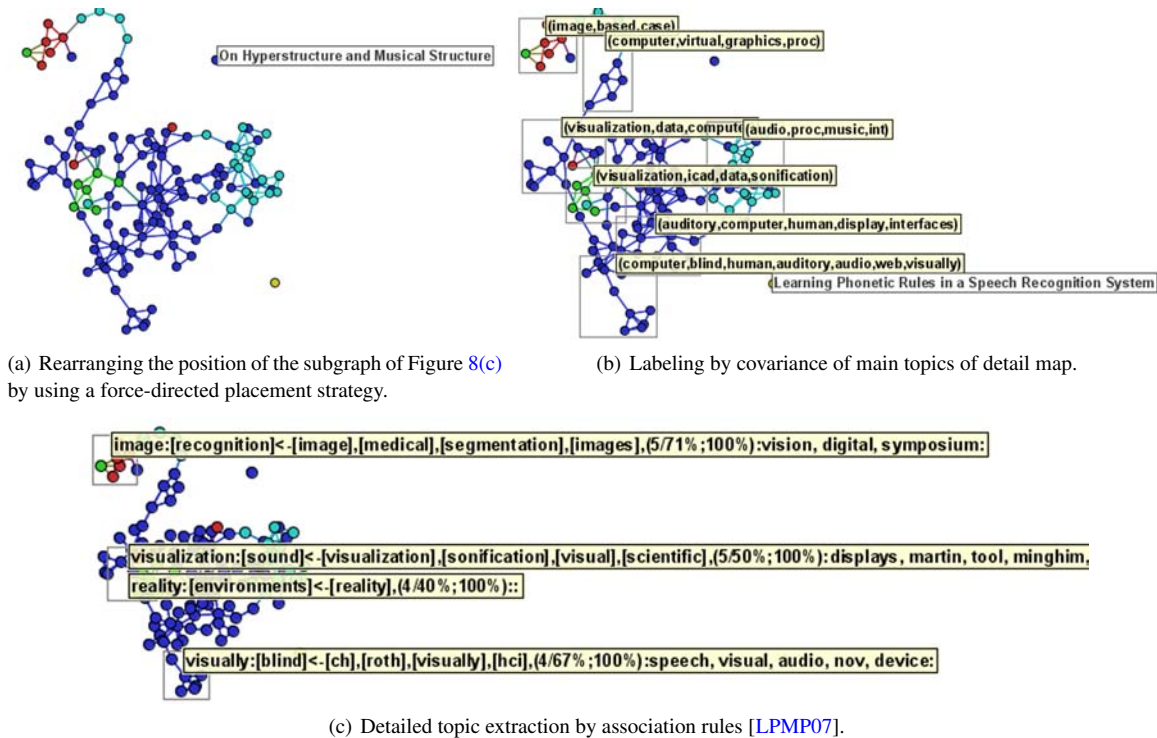 On Hyperstructure and Musical Structure
(image,based,case)
(computer,virtual,graphics,proc)
(visualization,data,compute
(audio,proc,music,int)
(visualization,icad,data,sonification)
(auditory,computer,human,display,interfaces)
(computer,blind,human,auditory,audio,web,visually)
Learning Phonetic Rules in a Speech Recognition System
(a) Rearranging the position of the subgraph of Figure 8(c)
by using a force-directed placement strategy.
(b) Labeling by covariance of main topics of detail map.
image:[recognition]<-[image],[medical],[segmentation],[images],(5/71%;100%):vision, digital, symposium:
visualization:[sound]<-[visualization],[sonification],[visual],[scientific],(5/50%;100%):displays, martin, tool, minghim,
reality:[environments]<-[reality],(4/40%;100%)::
visually:[blind]<-[ch],[roth],[visually],[hci],(4/67%;100%):speech, visual, audio, nov, device:
(c) Detailed topic extraction by association rules [LPMP07].